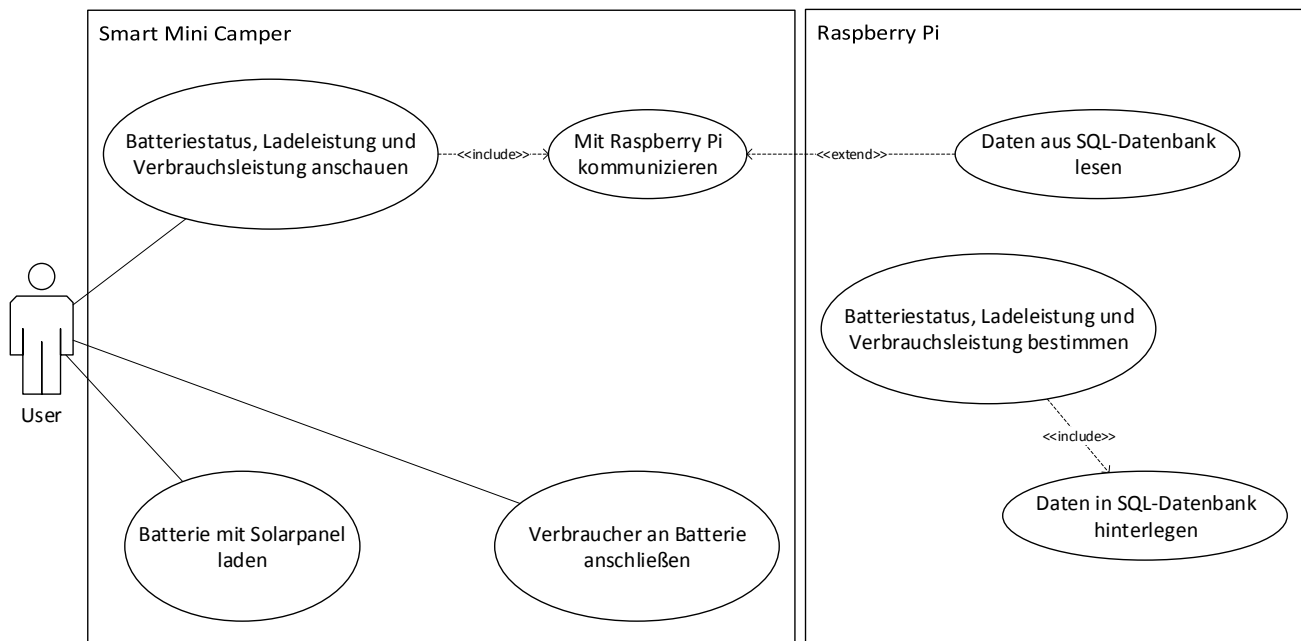 Smart Mini Camper
Raspberry Pi
Batteriestatus, Ladeleistung und
Verbrauchsleistung anschauen
<<include>>
Mit Raspberry Pi
kommunizieren
<<extend>>
Daten aus SQL-Datenbank
lesen
Batteriestatus, Ladeleistung und
Verbrauchsleistung bestimmen
User
<<include>>
Batterie mit Solarpanel
laden
Verbraucher an Batterie
anschließen
Daten in SQL-Datenbank
hinterlegen